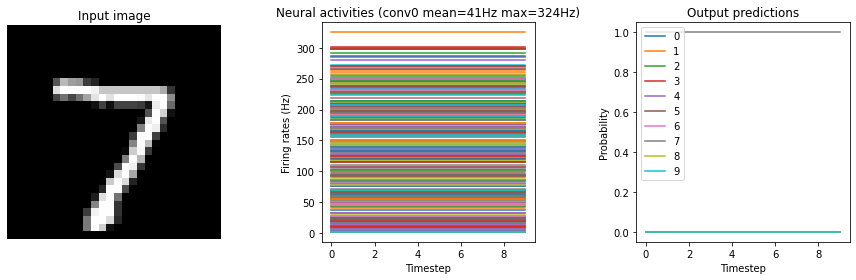 Input image
7
Neural activities (conv0 mean=41Hz max=324Hz)
Firing rates (Hz)
300
250
200
150
100
50
0
0 2 4 6 8
Timestep
Output predictions
Probability
1.0
0.8
0.6
0.4
0.2
0.0
0
1
2
3
4
5
6
7
8
9
0 2 4 6 8
Timestep